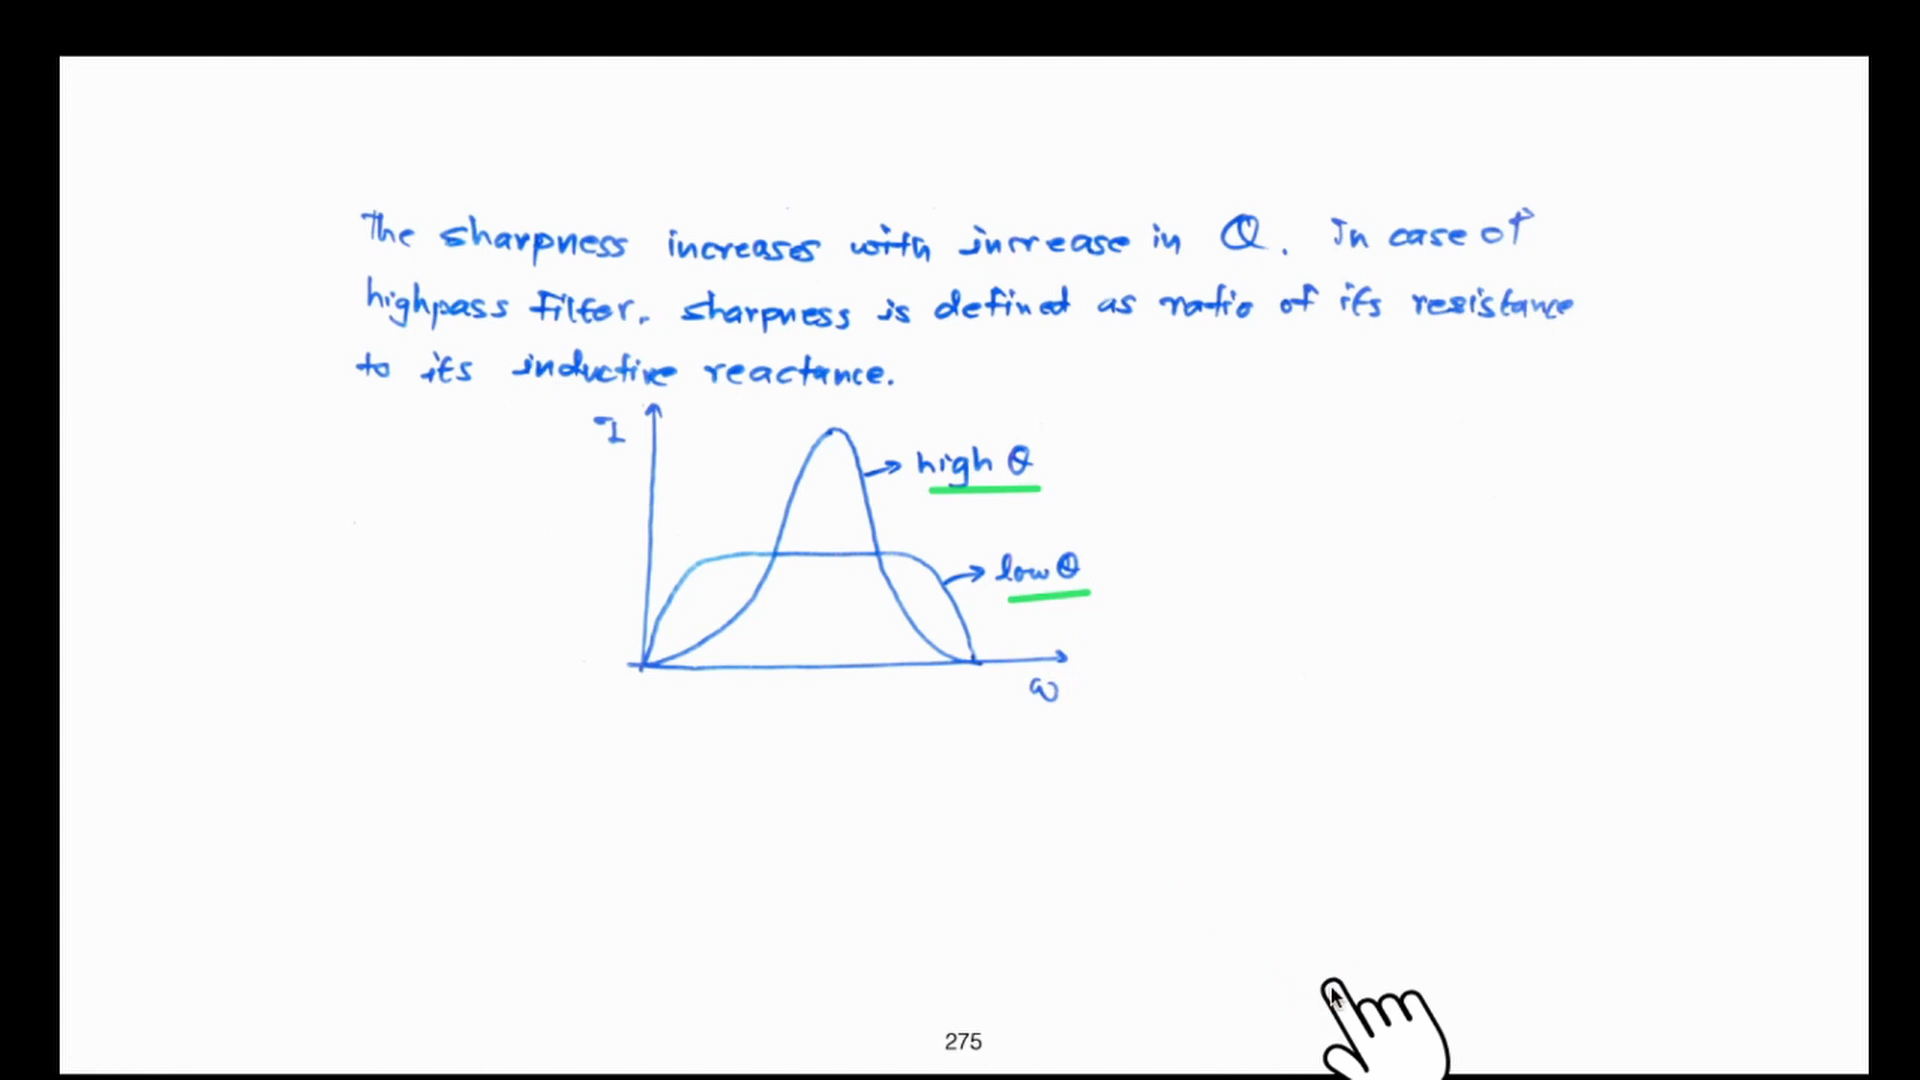 The sharpness increases with increase in Q. In case of
highpass filter. sharpness is defined as ratio of its resistance
to its inductive reactance.
I
high Q
low Q
ω
275